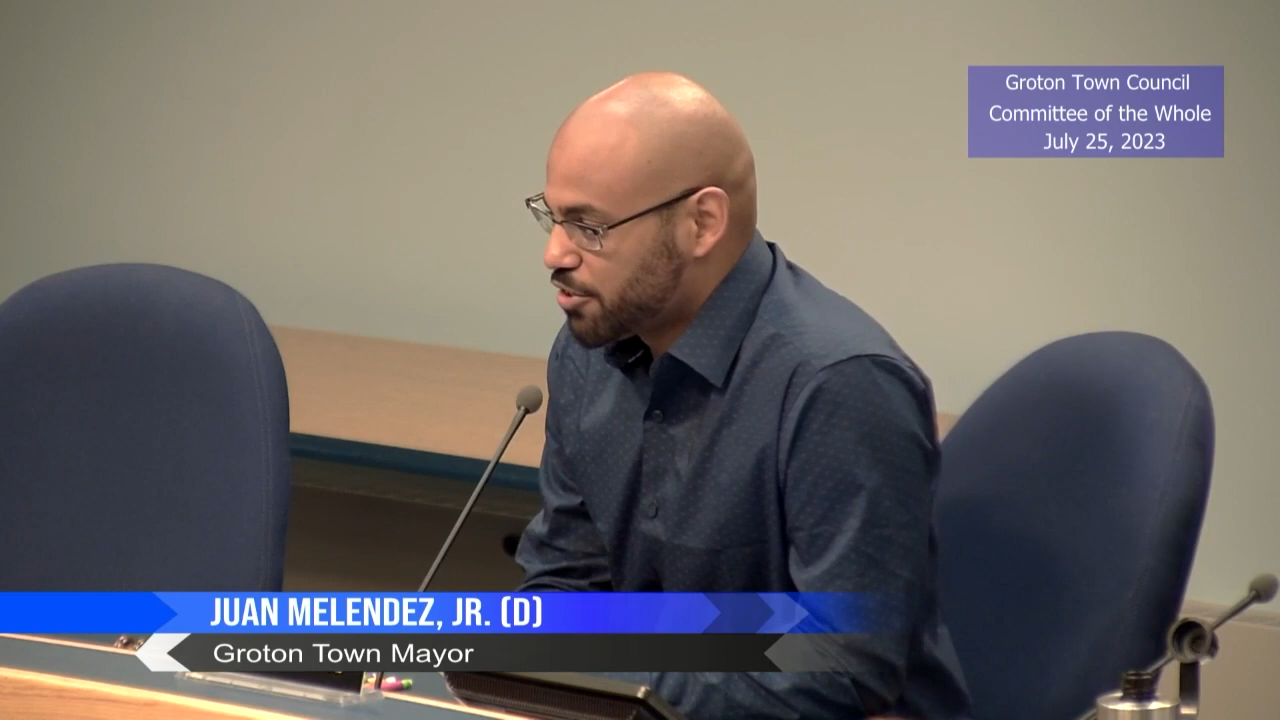 Groton Town Council
Committee of the Whole
July 25, 2023
JUAN MELENDEZ, JR. (D)
Groton Town Mayor